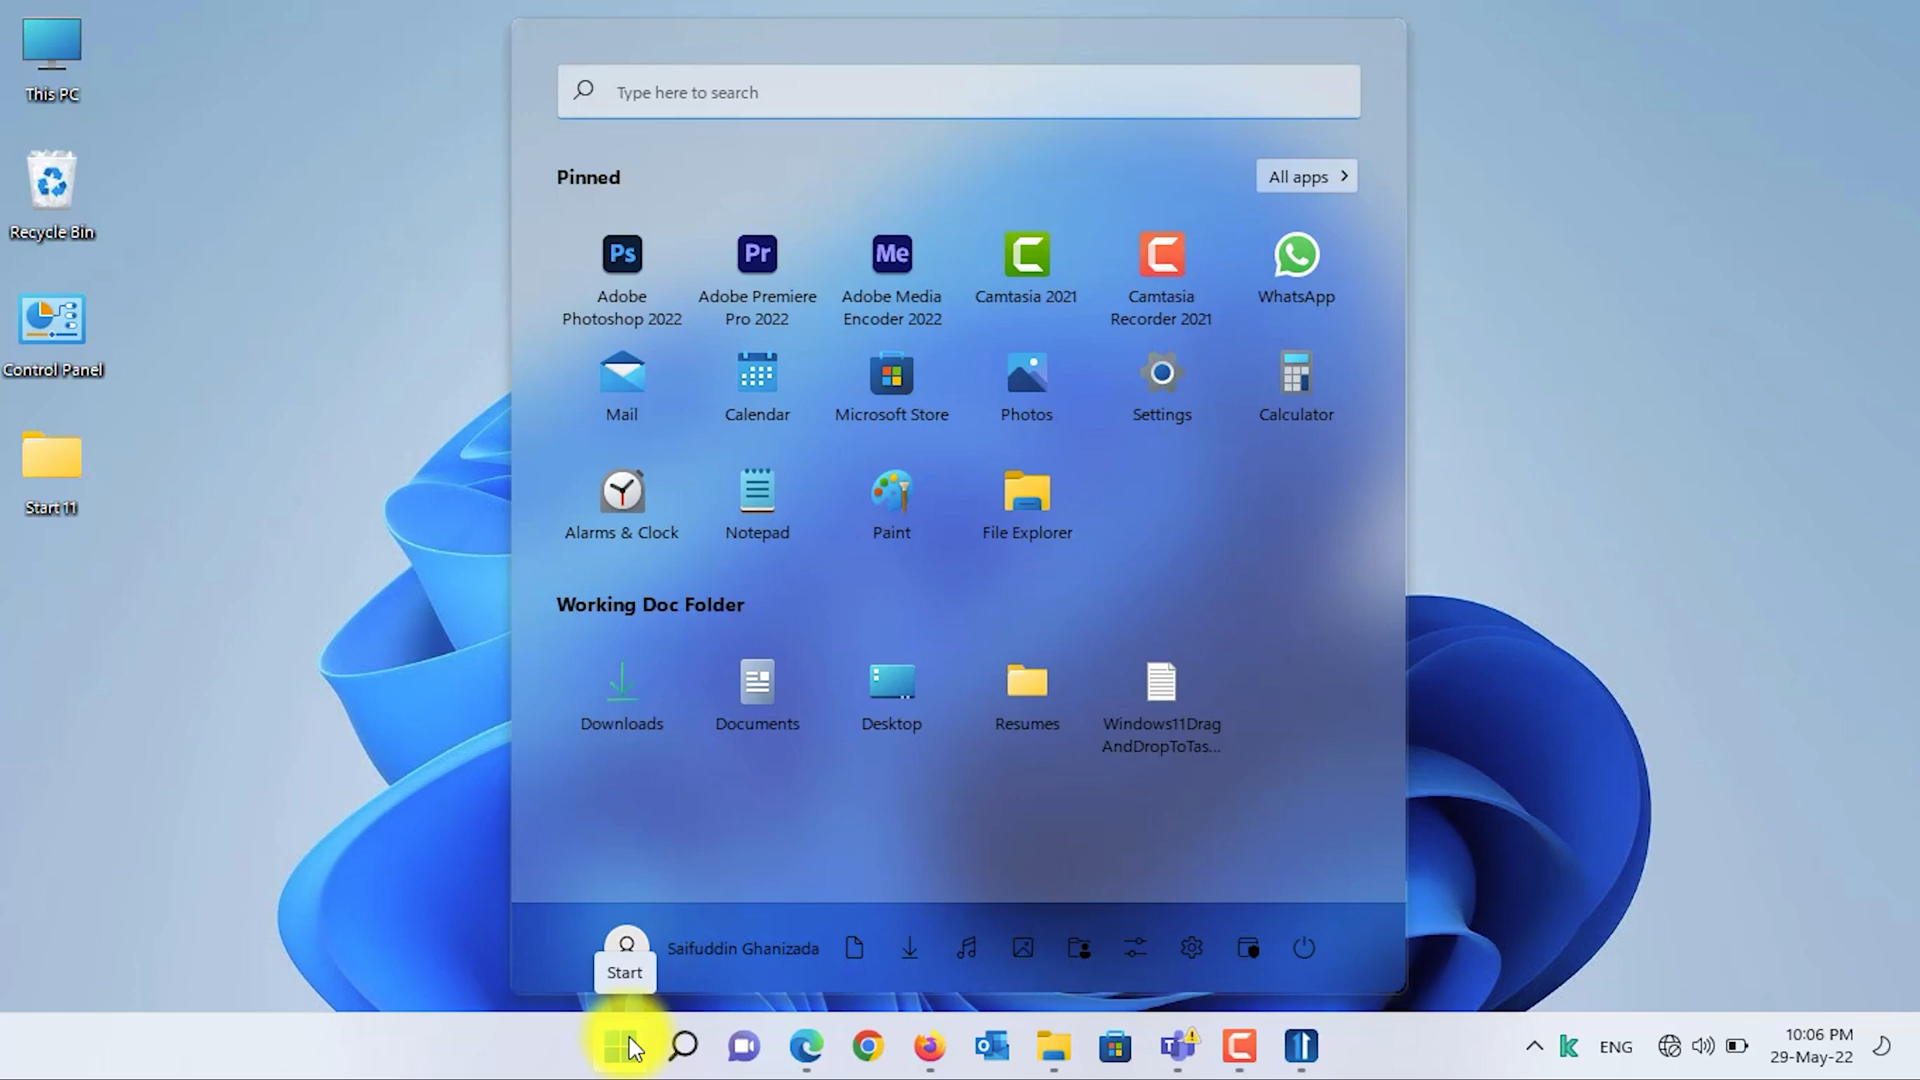 This PC
Recycle Bin
Control Panel
Start 11
Type here to search
Pinned
All apps
Ps
Pr
Me
Adobe Photoshop 2022
Adobe Premiere Pro 2022
Adobe Media Encoder 2022
Camtasia 2021
Camtasia Recorder 2021
WhatsApp
Mail
Calendar
Microsoft Store
Photos
Settings
Calculator
Alarms & Clock
Notepad
Paint
File Explorer
Working Doc Folder
Downloads
Documents
Desktop
Resumes
Windows11Drag
AndDropToTas...
Saifuddin Ghanizada
Start
ENG
10:06 PM
29-May-22